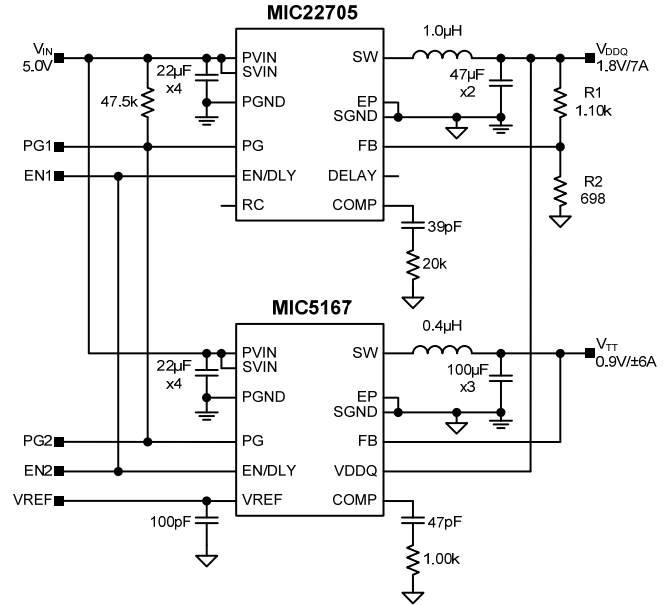 MIC22705
VIN
5.0V
PVIN
SVIN
PGND
PG
EN/DLY
RC
SW
EP
SGND
FB
DELAY
COMP
22µF
x4
47.5k
PG1
EN1
1.0µH
47µF
x2
VDDQ
1.8V/7A
R1
1.10k
R2
698
39pF
20k
MIC5167
PVIN
SVIN
PGND
PG
EN/DLY
VREF
SW
EP
SGND
FB
VDDQ
COMP
22µF
x4
PG2
EN2
VREF
100pF
0.4µH
100µF
x3
VTT
0.9V/±6A
47pF
1.00k